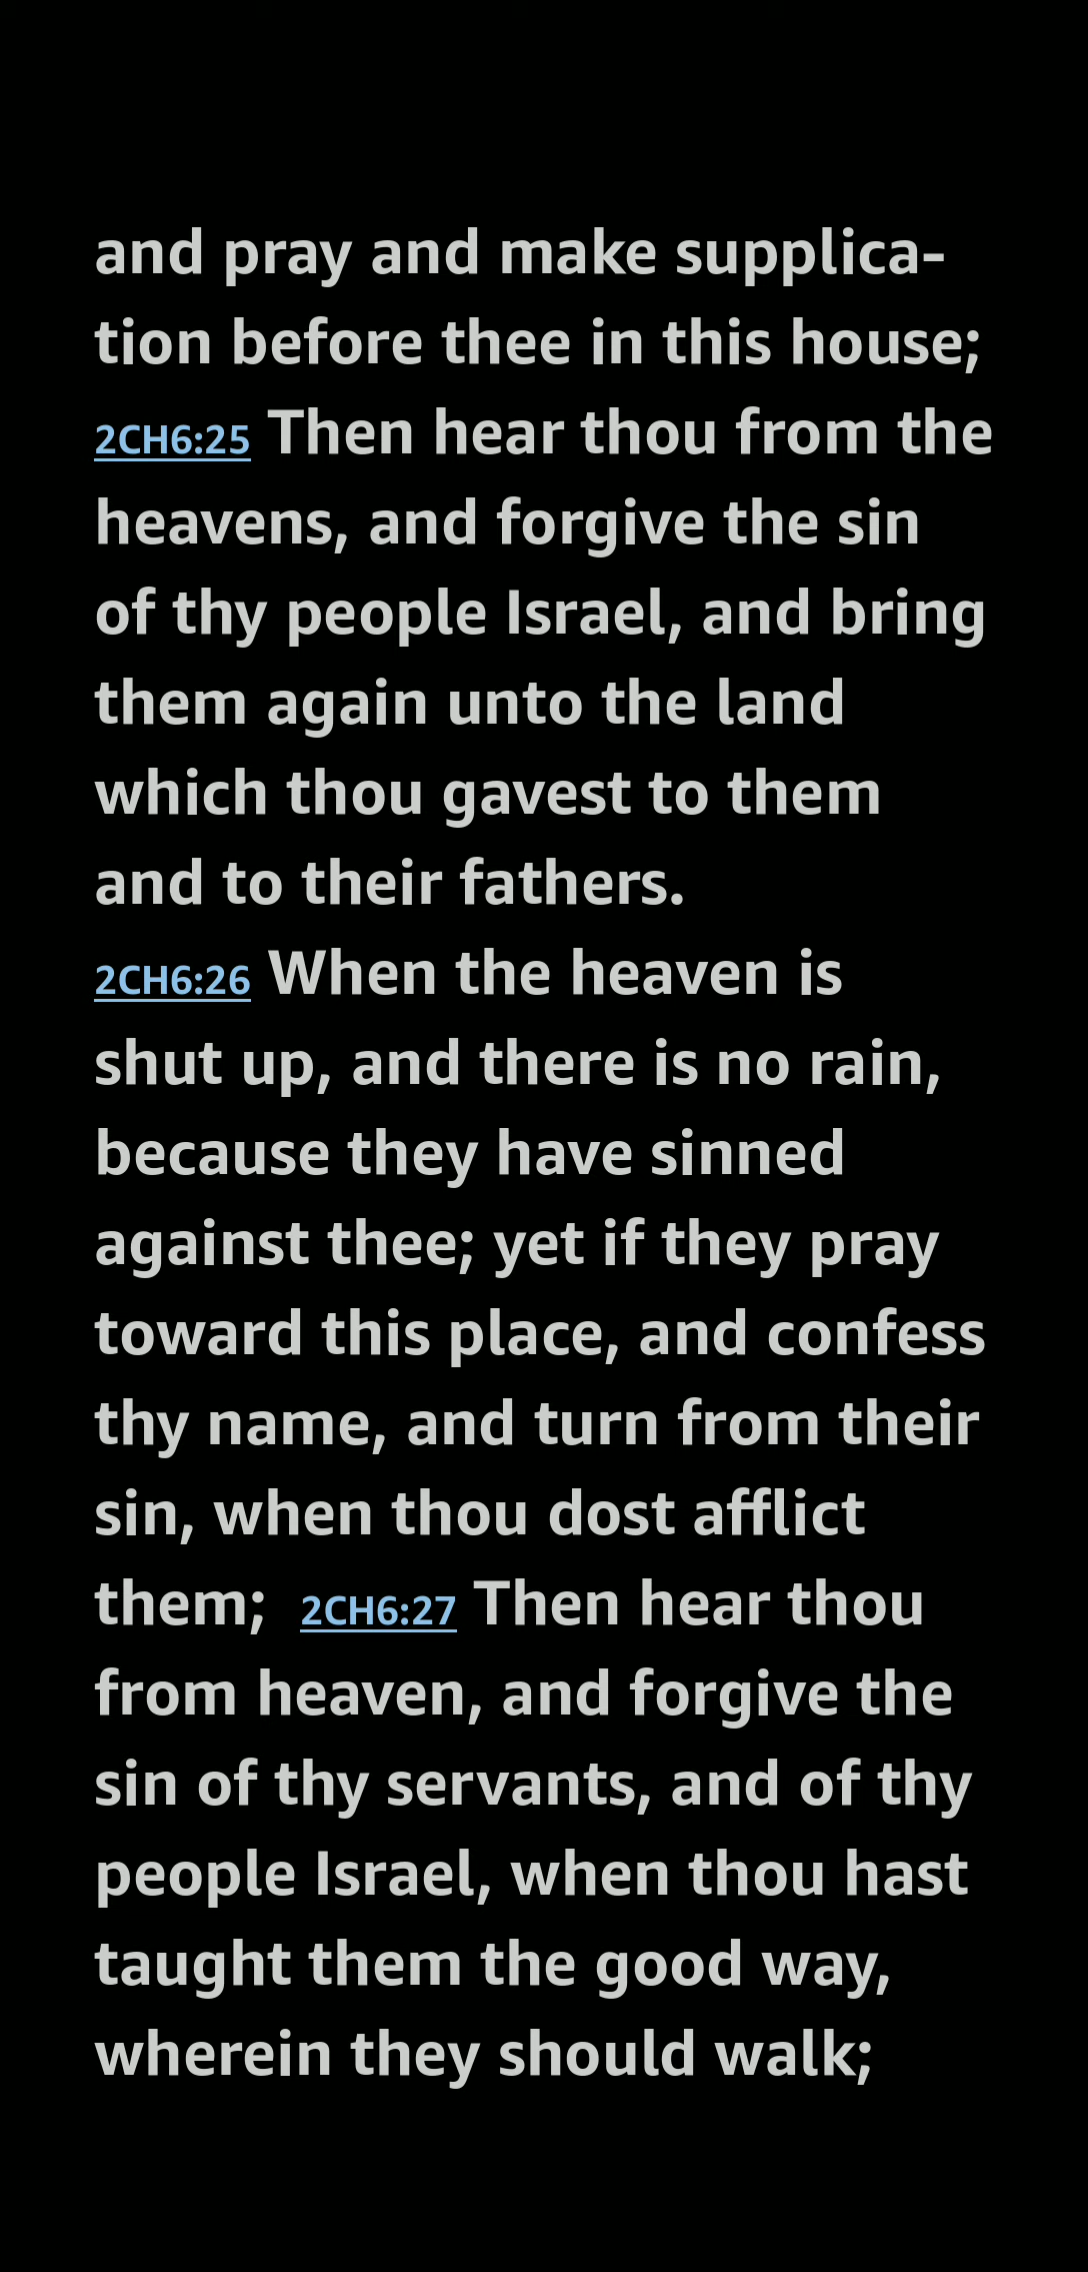 and pray and make supplica-
tion before thee in this house;
2CH6:25 Then hear thou from the
heavens, and forgive the sin
of thy people Israel, and bring
them again unto the land
which thou gavest to them
and to their fathers.
2CH6:26 When the heaven is
shut up, and there is no rain,
because they have sinned
against thee; yet if they pray
toward this place, and confess
thy name, and turn from their
sin, when thou dost afflict
them; 2CH6:27 Then hear thou
from heaven, and forgive the
sin of thy servants, and of thy
people Israel, when thou hast
taught them the good way,
wherein they should walk;